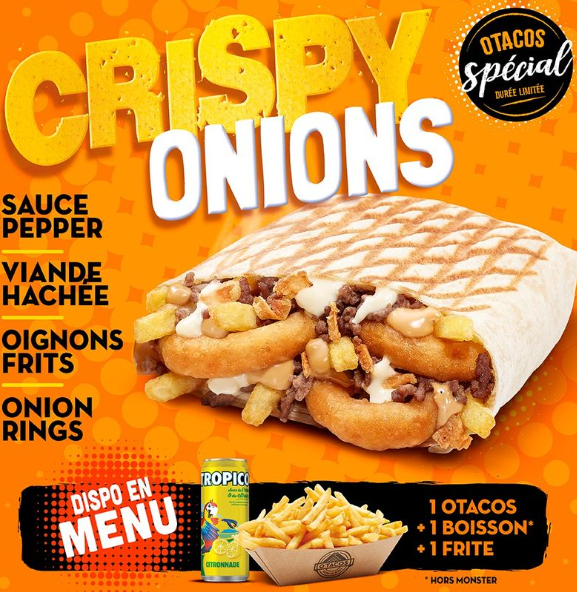 CRISPY
ONIONS
OTACOS
spécial
DURÉE LIMITÉE
SAUCE
PEPPER
VIANDE
HACHÉE
OIGNONS
FRITS
ONION
RINGS
DISPO EN
MENU
TROPICO
CITRONNADE
O'TACOS
1 OTACOS
+ 1 BOISSON*
+ 1 FRITE
* HORS MONSTER